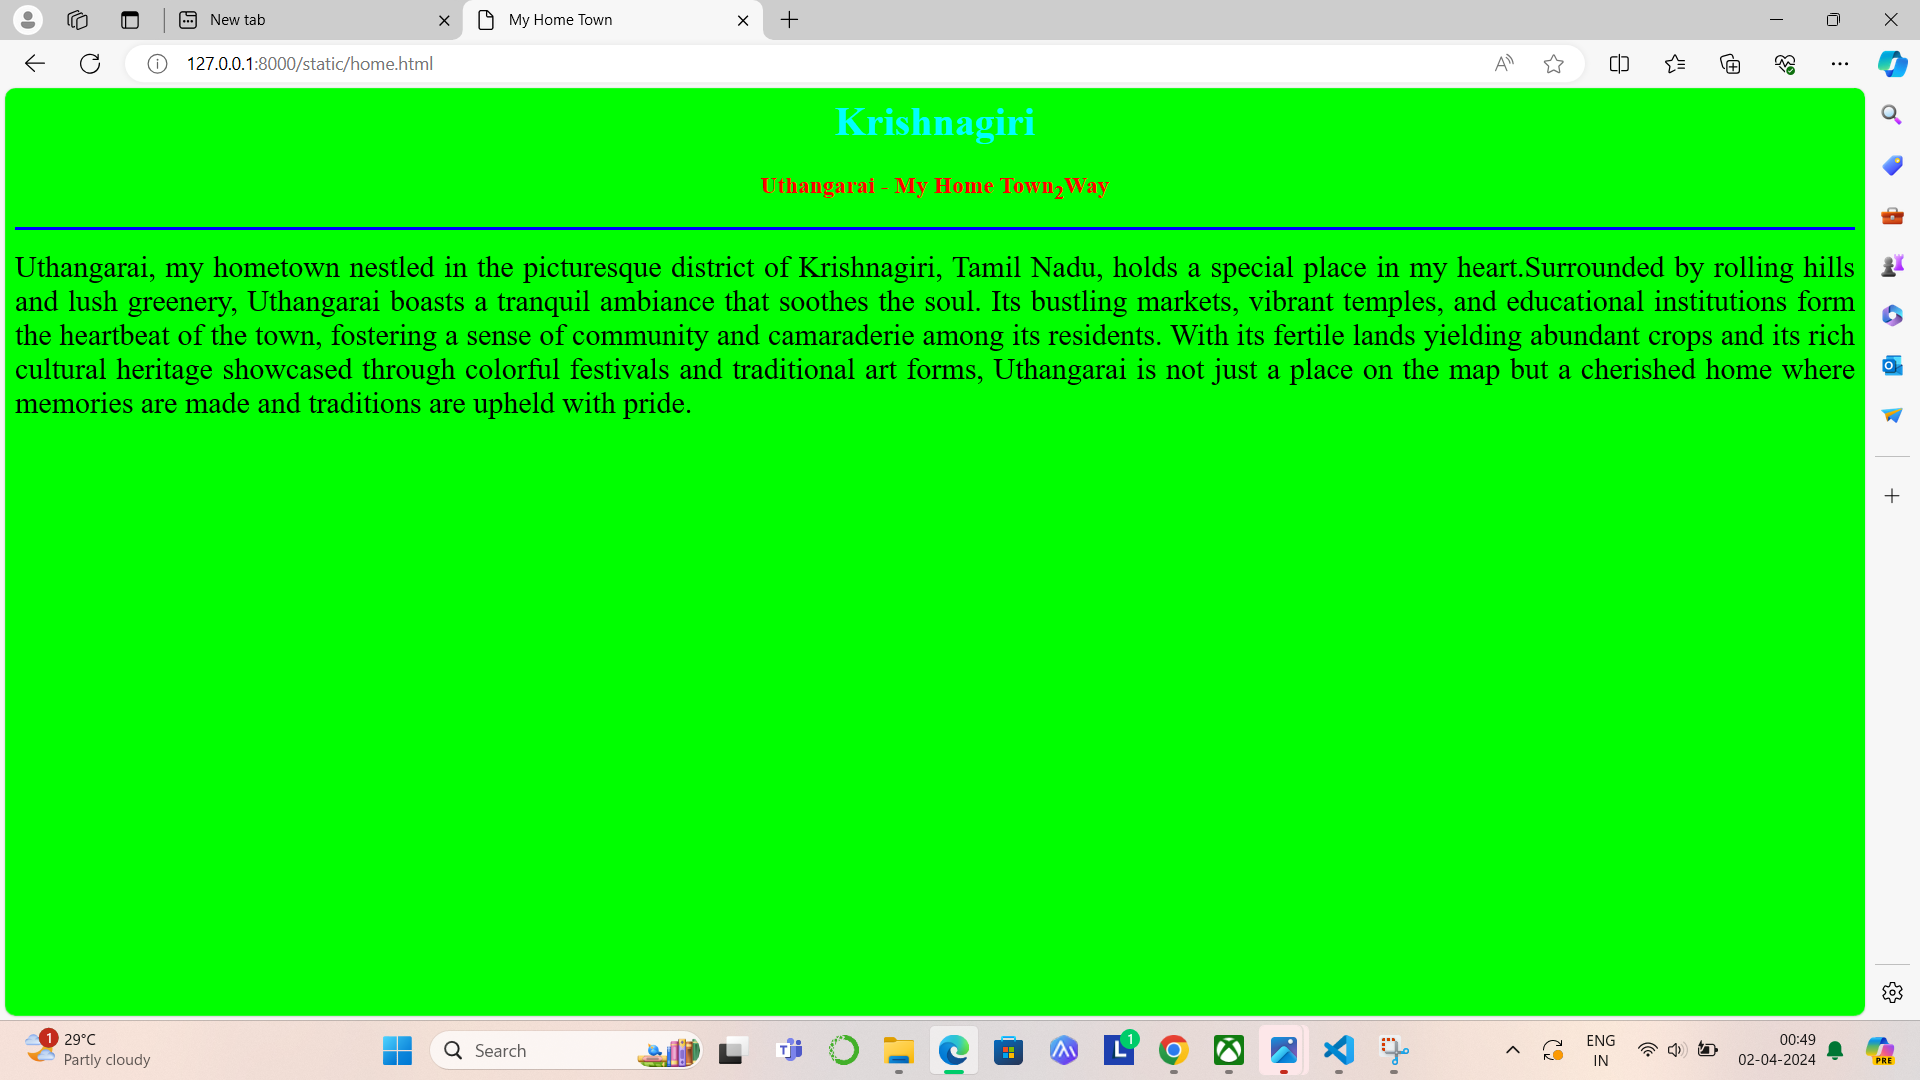 New tab
My Home Town
127.0.0.1:8000/static/home.html
Krishnagiri
Uthangarai - My Home Town2Way
Uthangarai, my hometown nestled in the picturesque district of Krishnagiri, Tamil Nadu, holds a special place in my heart.Surrounded by rolling hills
and lush greenery, Uthangarai boasts a tranquil ambiance that soothes the soul. Its bustling markets, vibrant temples, and educational institutions form
the heartbeat of the town, fostering a sense of community and camaraderie among its residents. With its fertile lands yielding abundant crops and its rich
cultural heritage showcased through colorful festivals and traditional art forms, Uthangarai is not just a place on the map but a cherished home where
memories are made and traditions are upheld with pride.
1
29°C
Partly cloudy
Search
L
1
ENG
IN
00:49
02-04-2024
PRE